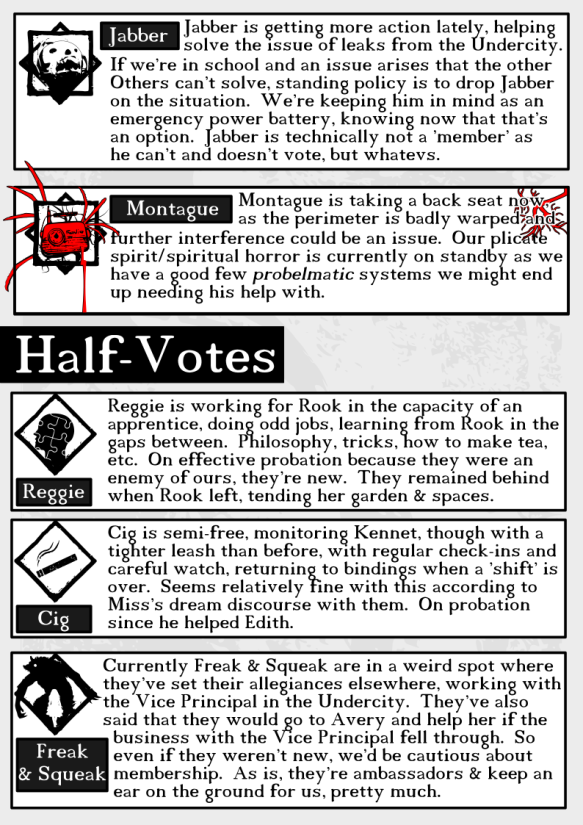 Jabber
Jabber is getting more action lately, helping
solve the issue of leaks from the Undercity.
If we're in school and an issue arises that the other
Others can't solve, standing policy is to drop Jabber
on the situation. We're keeping him in mind as an
emergency power battery, knowing now that that's
an option. Jabber is technically not a 'member' as
he can't and doesn't vote, but whatevs.
Montague
Montague is taking a back seat now
as the perimeter is badly warped and
further interference could be an issue. Our plicate
spirit/spiritual horror is currently on standby as we
have a good few probelmatic systems we might end
up needing his help with.
Half-Votes
Reggie
Reggie is working for Rook in the capacity of an
apprentice, doing odd jobs, learning from Rook in the
gaps between. Philosophy, tricks, how to make tea,
etc. On effective probation because they were an
enemy of ours, they're new. They remained behind
when Rook left, tending her garden & spaces.
Cig
Cig is semi-free, monitoring Kennet, though with a
tighter leash than before, with regular check-ins and
careful watch, returning to bindings when a 'shift' is
over. Seems relatively fine with this according to
Miss's dream discourse with them. On probation
since he helped Edith.
Freak
& Squeak
Currently Freak & Squeak are in a weird spot where
they've set their allegiances elsewhere, working with
the Vice Principal in the Undercity. They've also
said that they would go to Avery and help her if the
business with the Vice Principal fell through. So
even if they weren't new, we'd be cautious about
membership. As is, they're ambassadors & keep an
ear on the ground for us, pretty much.